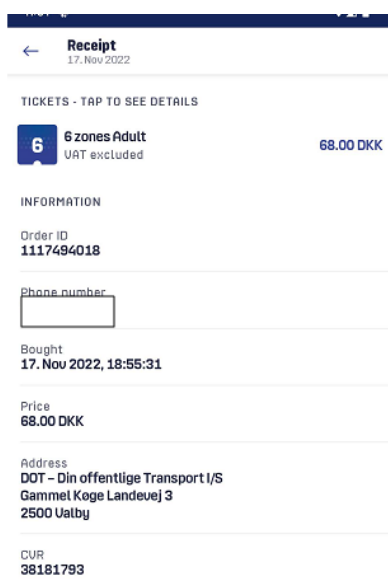 Receipt
17. Nov 2022
TICKETS - TAP TO SEE DETAILS
6
6 zones Adult
68.00 DKK
VAT excluded
INFORMATION
Order ID
1117494018
Phone number
Bought
17. Nov 2022, 18:55:31
Price
68.00 DKK
Address
DOT – Din offentlige Transport I/S
Gammel Køge Landevej 3
2500 Valby
CVR
38181793